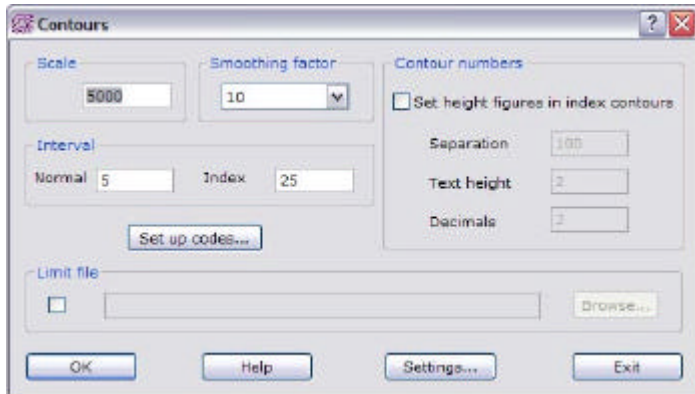 Contours
Scale
5000
Smoothing factor
10
Contour numbers
Set height figures in index contours
Separation 100
Text height 2
Decimals 2
Interval
Normal 5 Index 25
Set up codes...
Limit file
Browse...
OK Help Settings... Exit